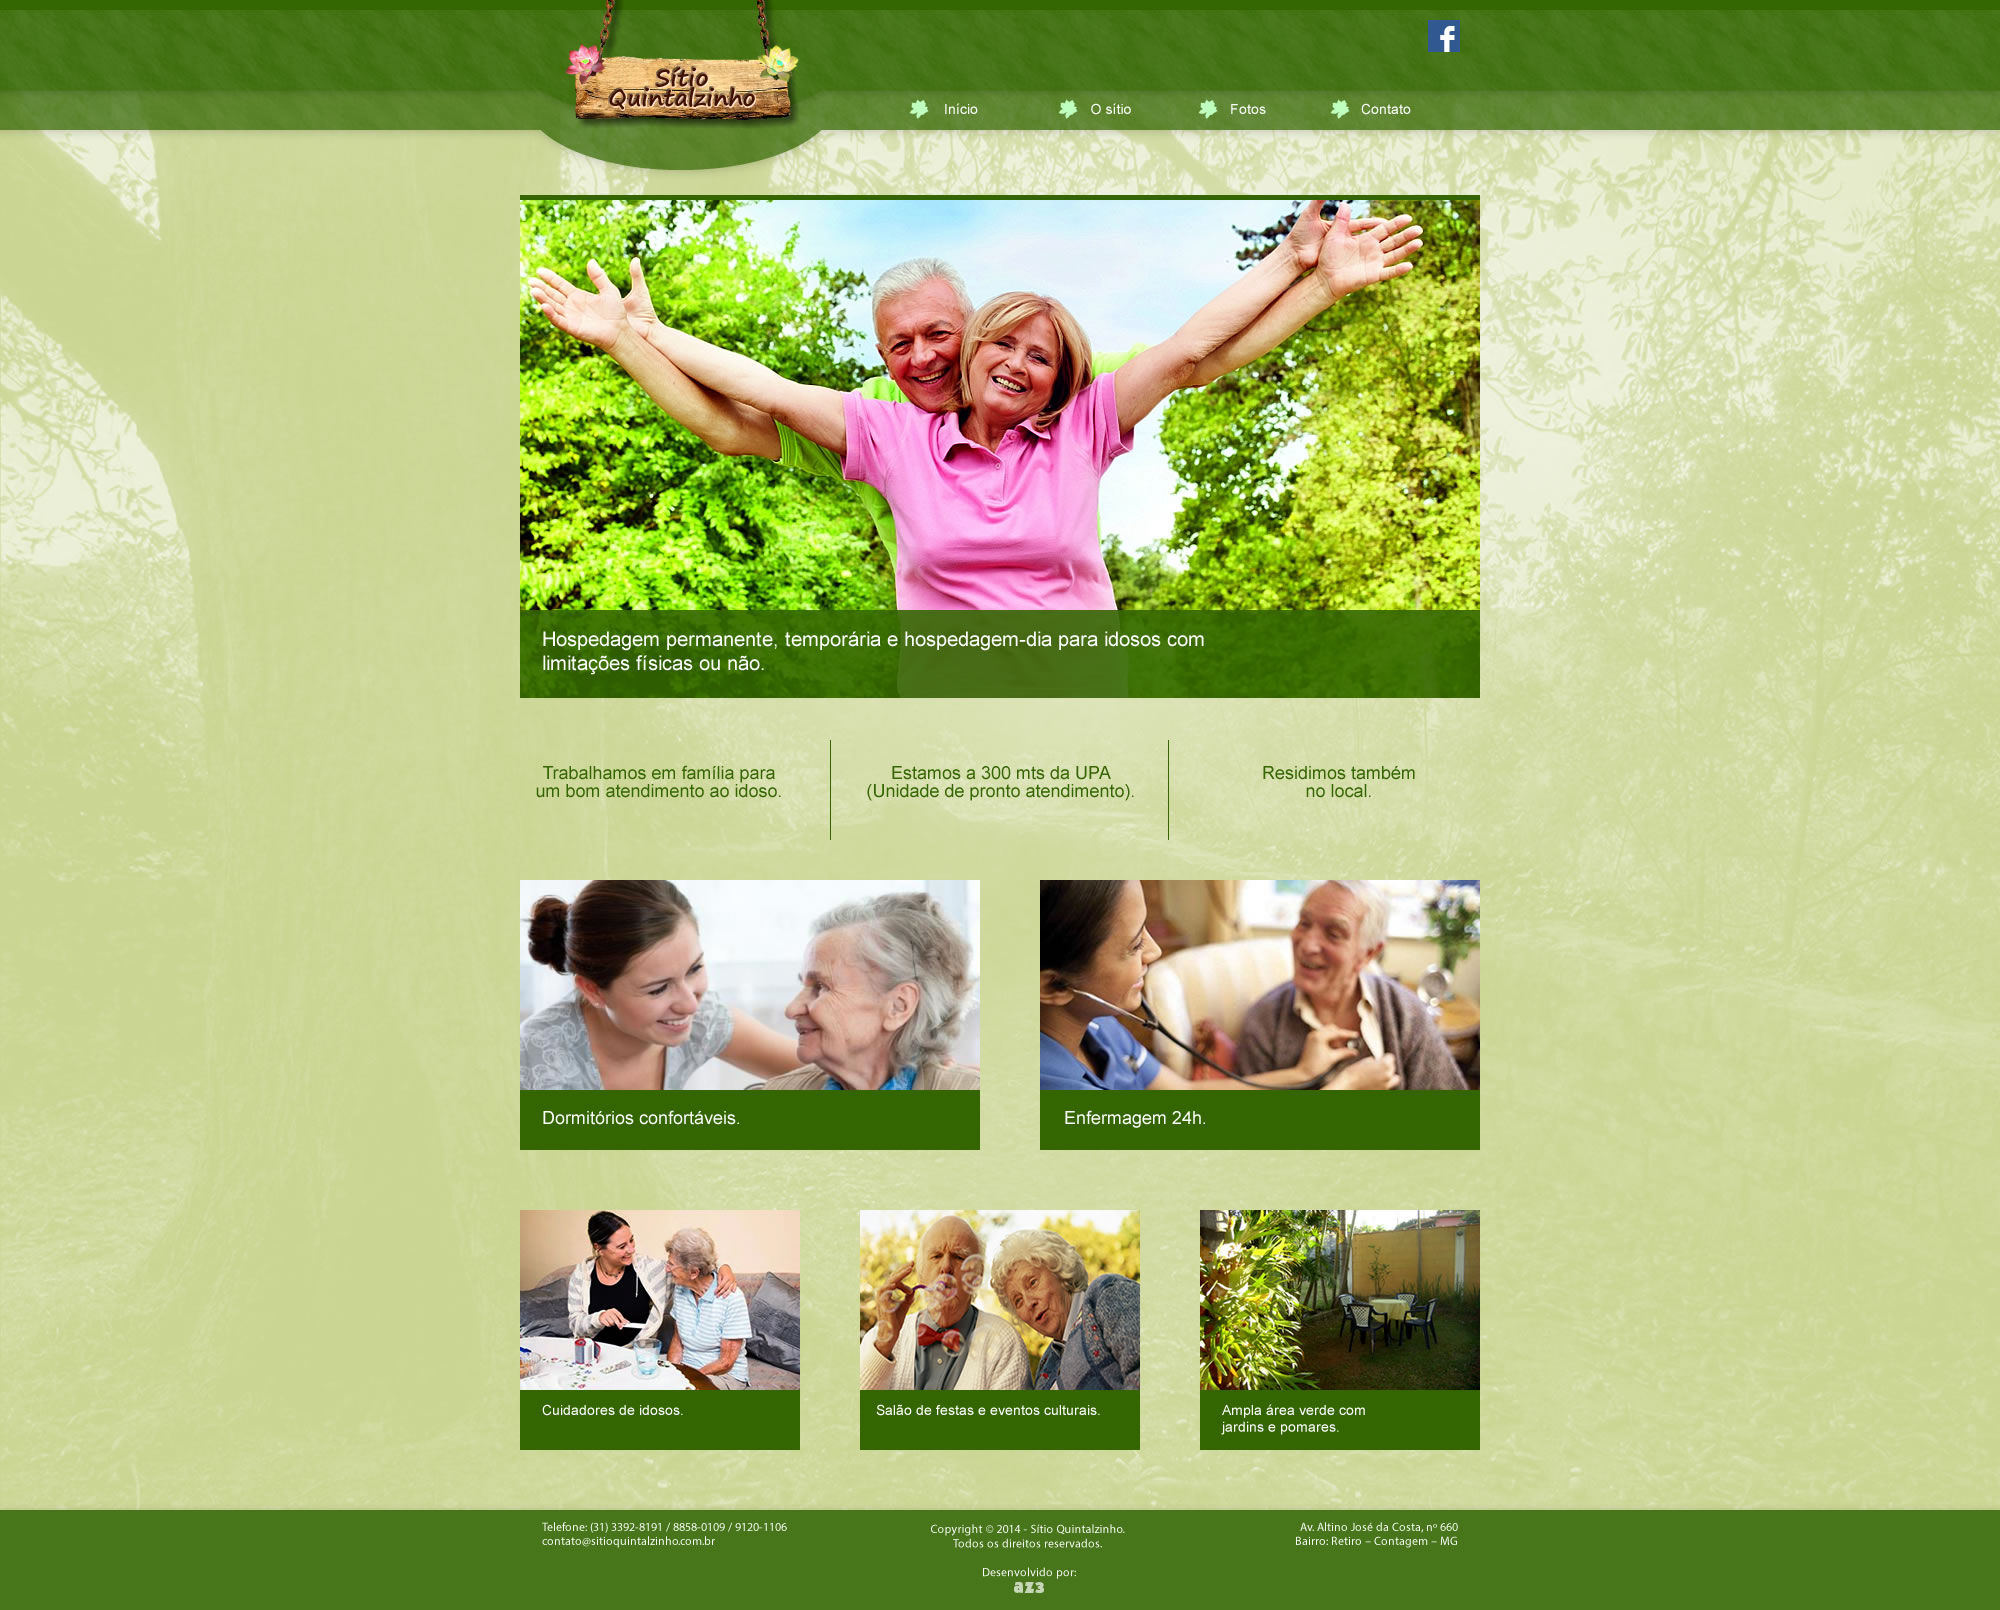 Sítio
Quintalzinho
Início
O sítio
Fotos
Contato
Hospedagem permanente, temporária e hospedagem-dia para idosos com
limitações físicas ou não.
Trabalhamos em família para
um bom atendimento ao idoso.
Estamos a 300 mts da UPA
(Unidade de pronto atendimento).
Residimos também
no local.
Dormitórios confortáveis.
Enfermagem 24h.
Cuidadores de idosos.
Salão de festas e eventos culturais.
Ampla área verde com
jardins e pomares.
Telefone: (31) 3392-8191 / 8858-0109 / 9120-1106
contato@sitioquintalzinho.com.br
Copyright © 2014 - Sítio Quintalzinho.
Todos os direitos reservados.
Desenvolvido por:
az3
Av. Altino José da Costa, nº 660
Bairro: Retiro – Contagem – MG